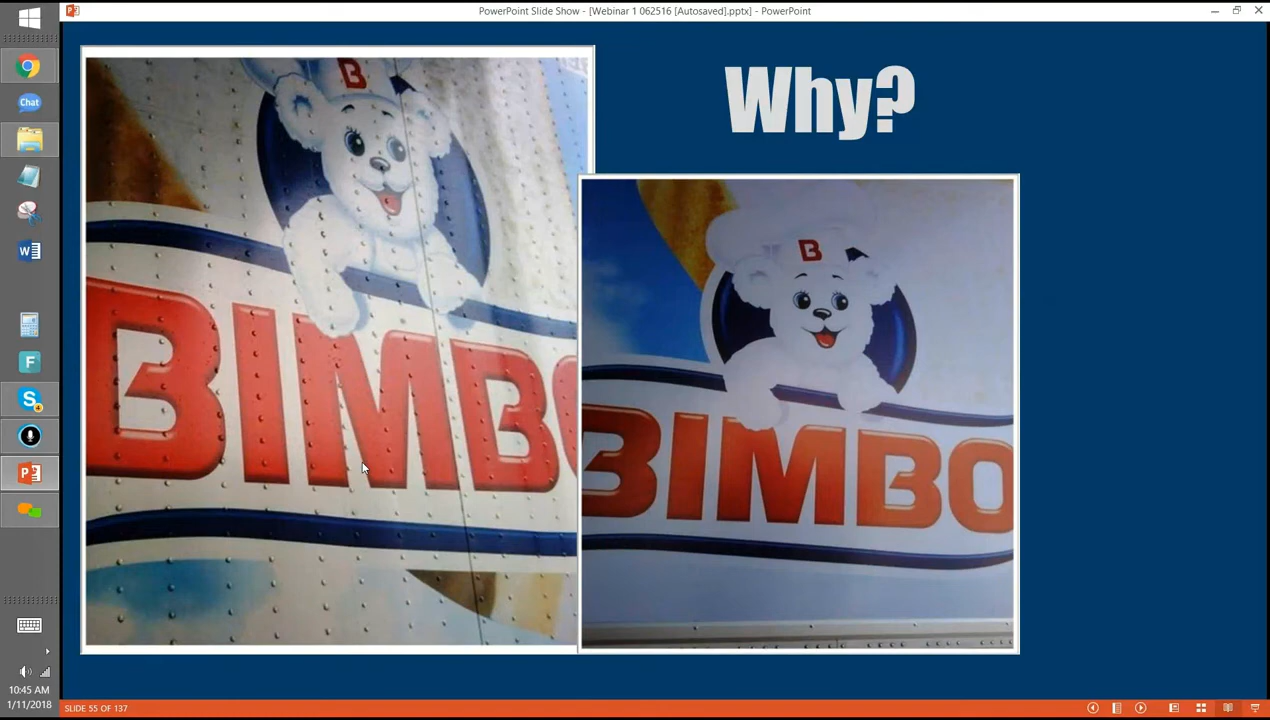 PowerPoint Slide Show - [Webinar 1 062516 [Autosaved].pptx] - PowerPoint
Why?
B
BIMBO
B
BIMBO
Chat
10:45 AM
1/11/2018
SLIDE 55 OF 137